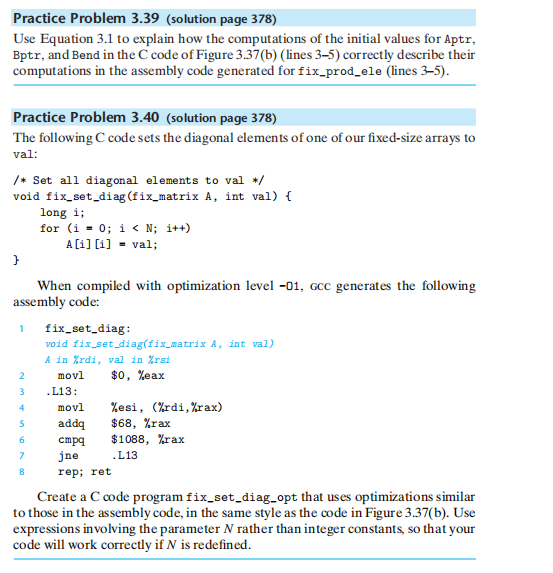 Practice Problem 3.39 (solution page 378)
Use Equation 3.1 to explain how the computations of the initial values for Aptr,
Bptr, and Bend in the C code of Figure 3.37(b) (lines 3–5) correctly describe their
computations in the assembly code generated for fix_prod_ele (lines 3–5).
Practice Problem 3.40 (solution page 378)
The following C code sets the diagonal elements of one of our fixed-size arrays to
val:
/* Set all diagonal elements to val */
void fix_set_diag(fix_matrix A, int val) {
    long i;
    for (i = 0; i < N; i++)
        A[i][i] = val;
}
When compiled with optimization level -O1, GCC generates the following
assembly code:
1 fix_set_diag:
void fix_set_diag(fix_matrix A, int val)
A in %rdi, val in %rsi
2 movl $0, %eax
3 .L13:
4 movl %esi, (%rdi,%rax)
5 addq $68, %rax
6 cmpq $1088, %rax
7 jne .L13
8 rep; ret
Create a C code program fix_set_diag_opt that uses optimizations similar
to those in the assembly code, in the same style as the code in Figure 3.37(b). Use
expressions involving the parameter N rather than integer constants, so that your
code will work correctly if N is redefined.